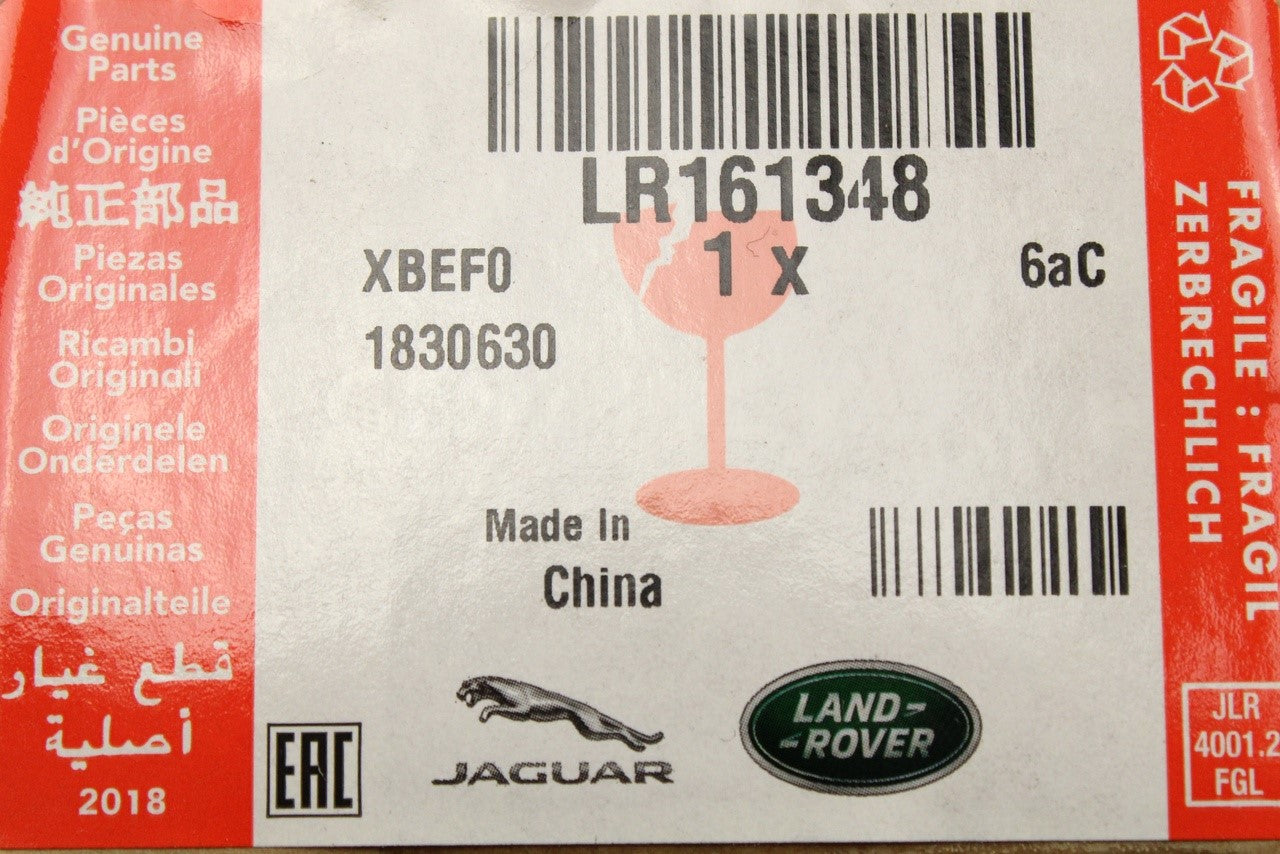 Genuine
Parts
Pièces
d'Origine
純正部品
Piezas
Originales
Ricambi
Originali
Originele
Onderdelen
Peças
Genuinas
Originalteile
قطع غيار
أصلية
2018
LR161348
1 x
XBEF0
6aC
1830630
Made In
China
EAC
JAGUAR
LAND-
-ROVER
FRAGILE : FRAGIL
ZERBRECHLICH
JLR
4001.2
FGL